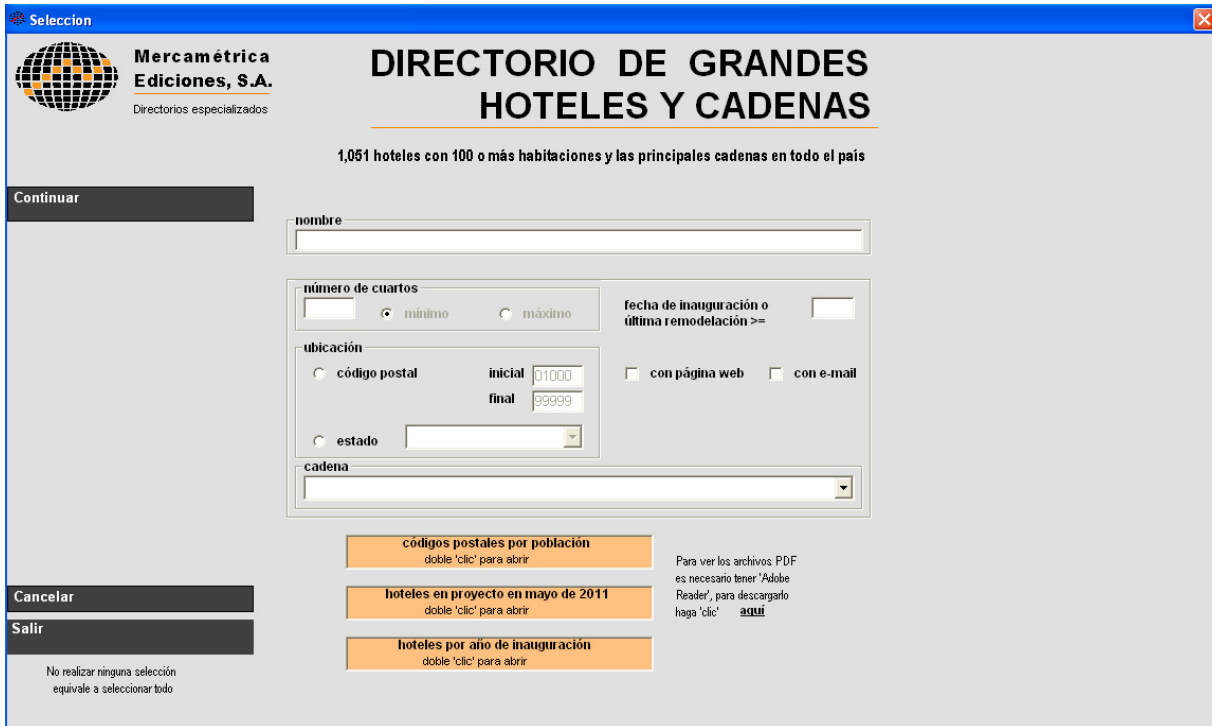 Seleccion
Mercamétrica
Ediciones, S.A.
Directorios especializados
DIRECTORIO DE GRANDES
HOTELES Y CADENAS
1,051 hoteles con 100 o más habitaciones y las principales cadenas en todo el país
Continuar
nombre
número de cuartos
mínimo máximo
fecha de inauguración o
última remodelación >=
ubicación
código postal inicial 01000
final 99999
con página web con e-mail
estado
cadena
códigos postales por población
doble 'clic' para abrir
hoteles en proyecto en mayo de 2011
doble 'clic' para abrir
hoteles por año de inauguración
doble 'clic' para abrir
Para ver los archivos PDF
es necesario tener 'Adobe
Reader', para descargarlo
haga 'clic' aquí
Cancelar
Salir
No realizar ninguna selección
equivale a seleccionar todo